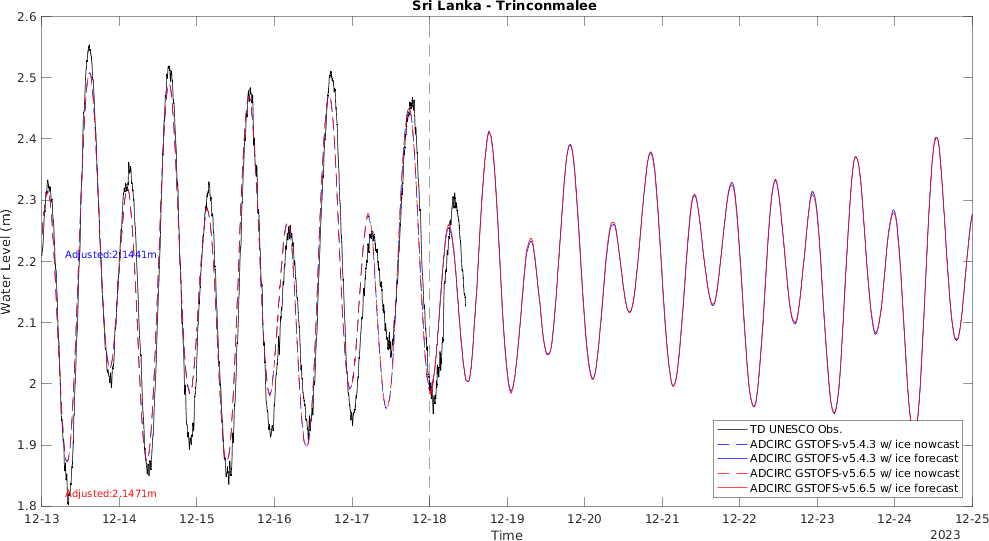 Sri Lanka - Trinconmalee
2.6
2.5
2.4
2.3
2.2
2.1
2
1.9
1.8
Water Level (m)
Adjusted:2.1441m
Adjusted:2.1471m
TD UNESCO Obs.
ADCIRC GSTOFS-v5.4.3 w/ ice nowcast
ADCIRC GSTOFS-v5.4.3 w/ ice forecast
ADCIRC GSTOFS-v5.6.5 w/ ice nowcast
ADCIRC GSTOFS-v5.6.5 w/ ice forecast
12-13 12-14 12-15 12-16 12-17 12-18 12-19 12-20 12-21 12-22 12-23 12-24 12-25
Time
2023